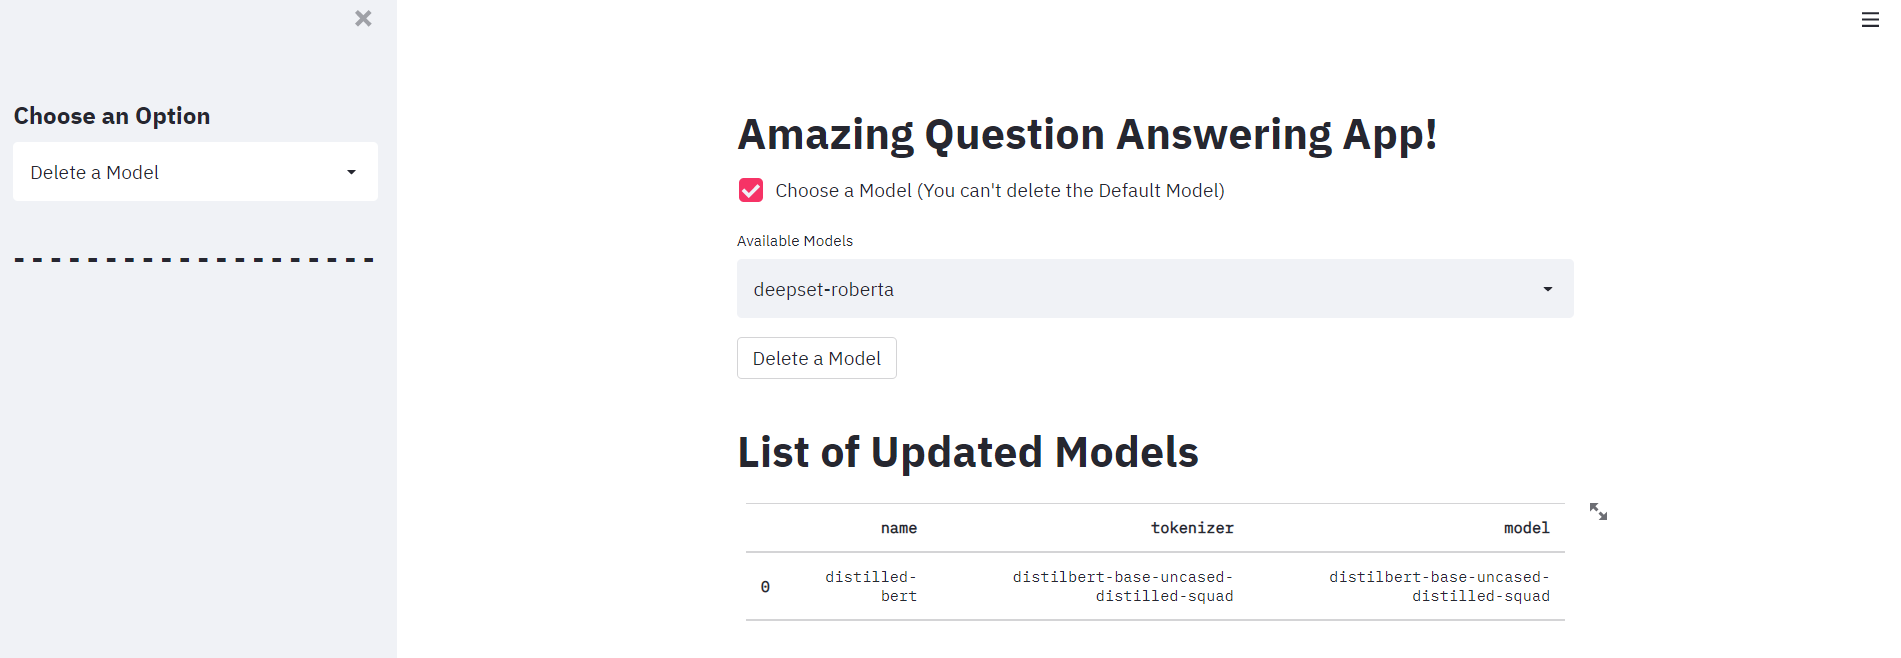 Choose an Option
Delete a Model
- - - - - - - - - - - - - - - - - - - -
Amazing Question Answering App!
Choose a Model (You can't delete the Default Model)
Available Models
deepset-roberta
Delete a Model
List of Updated Models
name tokenizer model
0 distilled- distilbert-base-uncased- distilbert-base-uncased-
bert distilled-squad distilled-squad